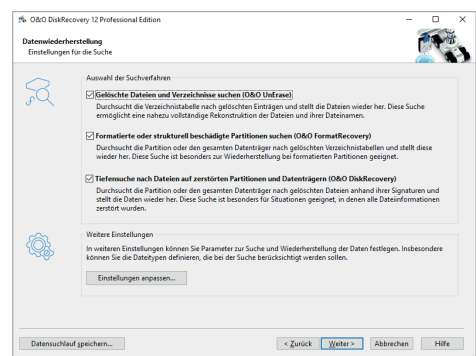 O&O DiskRecovery 12 Professional Edition
Datenwiederherstellung
Einstellungen für die Suche
Auswahl der Suchverfahren
Gelöschte Dateien und Verzeichnisse suchen (O&O UnErase)
Durchsucht die Verzeichnistabelle nach gelöschten Einträgen und stellt die Dateien wieder her. Diese Suche
ermöglicht eine nahezu vollständige Rekonstruktion der Dateien und ihrer Dateinamen.
Formatierte oder strukturell beschädigte Partitionen suchen (O&O FormatRecovery)
Durchsucht die Partition oder den gesamten Datenträger nach gelöschten Verzeichnistabellen und stellt diese
wieder her. Diese Suche ist besonders zur Wiederherstellung bei formatierten Partitionen geeignet.
Tiefensuche nach Dateien auf zerstörten Partitionen und Datenträgern (O&O DiskRecovery)
Durchsucht die Partition oder den gesamten Datenträger nach gelöschten Dateien anhand ihrer Signaturen und
stellt die Daten wieder her. Diese Suche ist besonders für Situationen geeignet, in denen alle Dateiinformationen
zerstört wurden.
Weitere Einstellungen
In weiteren Einstellungen können Sie Parameter zur Suche und Wiederherstellung der Daten festlegen. Insbesondere
können Sie die Dateitypen definieren, die bei der Suche berücksichtigt werden sollen.
Einstellungen anpassen...
Datensuchlauf speichern...
< Zurück
Weiter >
Abbrechen
Hilfe